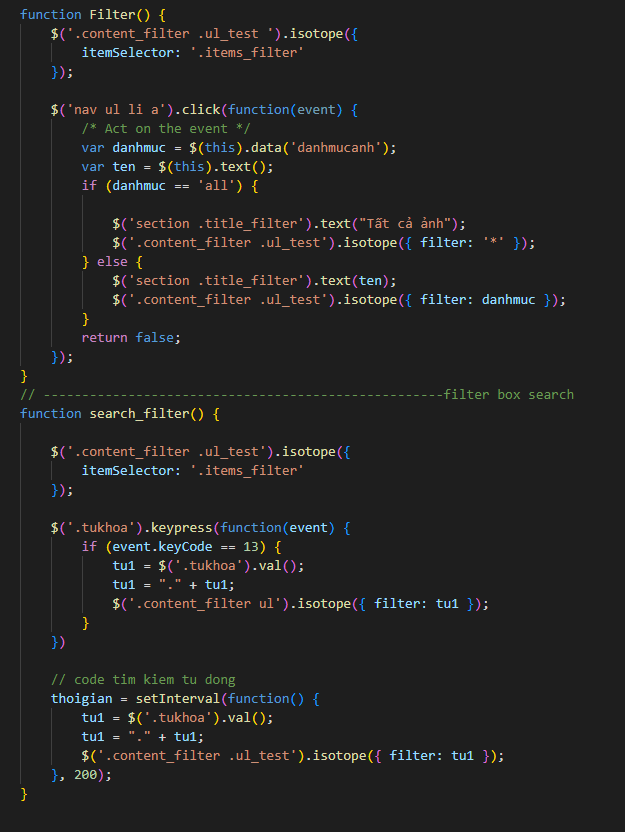 function Filter() {
$('.content_filter .ul_test ').isotope({
itemSelector: '.items_filter'
});
$('nav ul li a').click(function(event) {
/* Act on the event */
var danhmuc = $(this).data('danhmucanh');
var ten = $(this).text();
if (danhmuc == 'all') {
$('section .title_filter').text("Tất cả ảnh");
$('.content_filter .ul_test').isotope({ filter: '*' });
} else {
$('section .title_filter').text(ten);
$('.content_filter .ul_test').isotope({ filter: danhmuc });
}
return false;
});
}
// ----------------------------------------------------filter box search
function search_filter() {
$('.content_filter .ul_test').isotope({
itemSelector: '.items_filter'
});
$('.tukhoa').keypress(function(event) {
if (event.keyCode == 13) {
tu1 = $('.tukhoa').val();
tu1 = "." + tu1;
$('.content_filter ul').isotope({ filter: tu1 });
}
})
// code tim kiem tu dong
thoigian = setInterval(function() {
tu1 = $('.tukhoa').val();
tu1 = "." + tu1;
$('.content_filter .ul_test').isotope({ filter: tu1 });
}, 200);
}